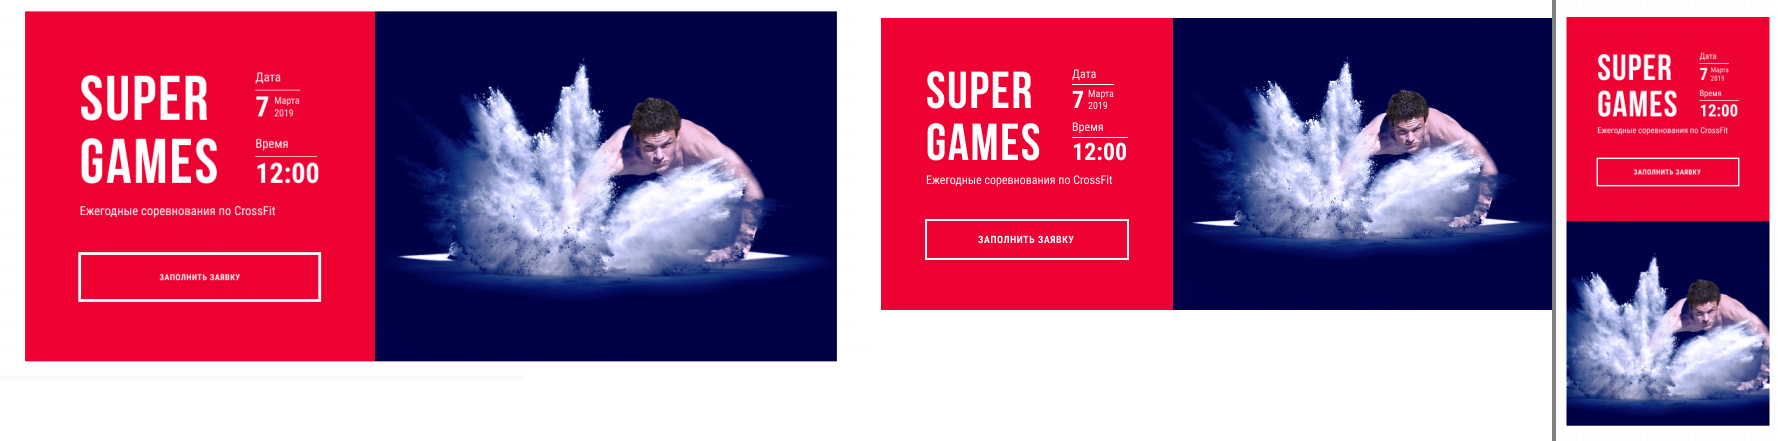 SUPER
GAMES
Дата
7 Марта
2019
Время
12:00
Ежегодные соревнования по CrossFit
ЗАПОЛНИТЬ ЗАЯВКУ
SUPER
GAMES
Дата
7 Марта
2019
Время
12:00
Ежегодные соревнования по CrossFit
ЗАПОЛНИТЬ ЗАЯВКУ
SUPER
GAMES
Дата
7 Марта
2019
Время
12:00
Ежегодные соревнования по CrossFit
ЗАПОЛНИТЬ ЗАЯВКУ